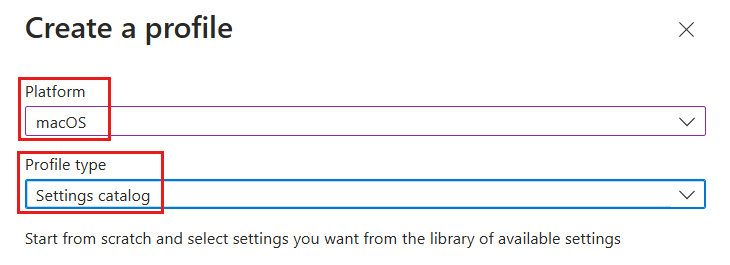 Create a profile
Platform
macOS
Profile type
Settings catalog
Start from scratch and select settings you want from the library of available settings